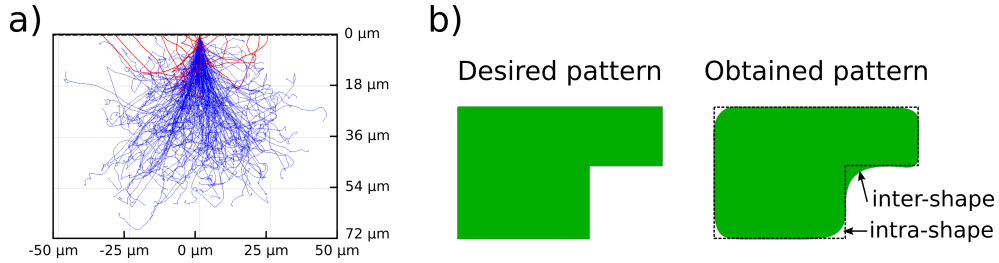 a)
0 µm
18 µm
36 µm
54 µm
72 µm
-50 µm -25 µm 0 µm 25 µm 50 µm
b)
Desired pattern
Obtained pattern
inter-shape
intra-shape